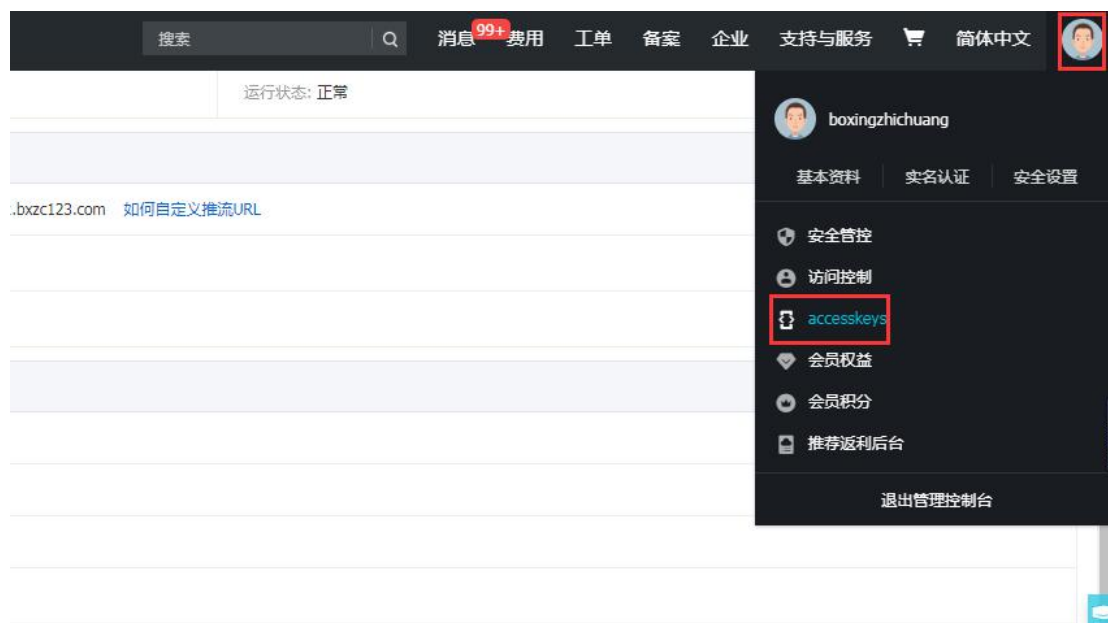 搜索 消息 99+ 费用 工单 备案 企业 支持与服务 简体中文
运行状态: 正常
boxingzhichuang
基本资料 实名认证 安全设置
.bxzc123.com 如何自定义推流URL
安全管控
访问控制
accesskeys
会员权益
会员积分
推荐返利后台
退出管理控制台